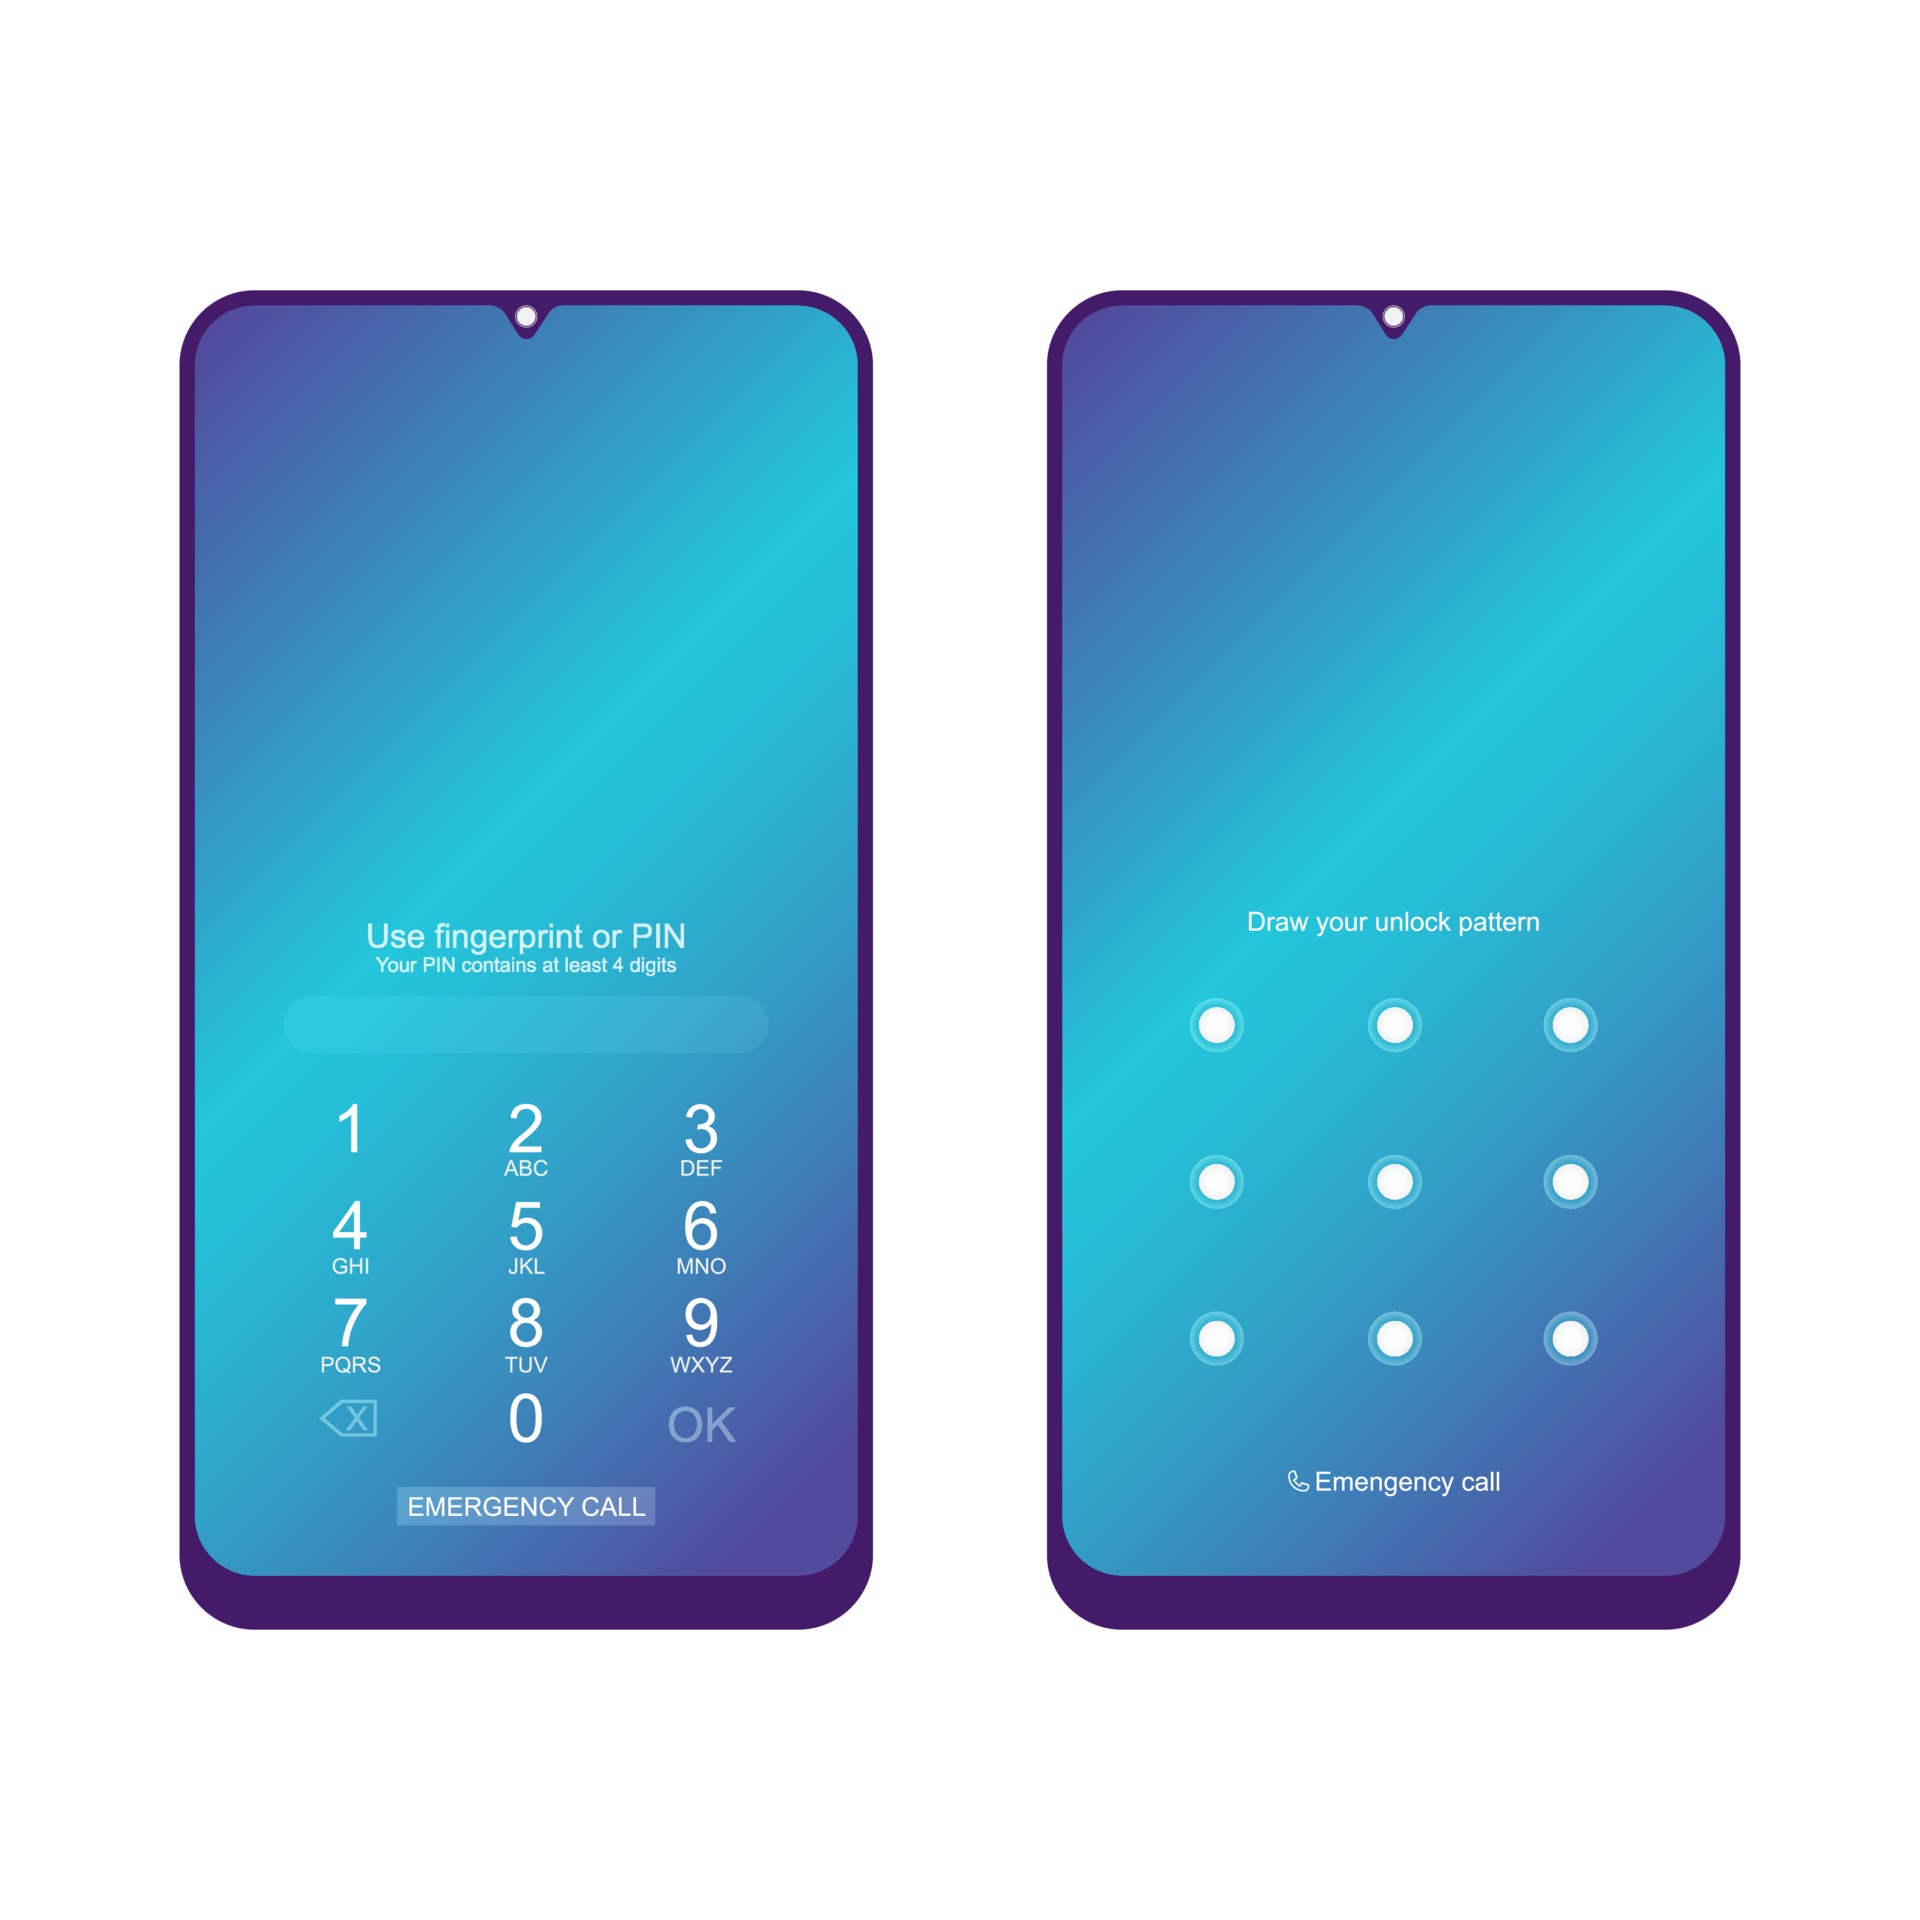 Use fingerprint or PIN
Your PIN contains at least 4 digits
1 2 3
ABC DEF
4 5 6
GHI JKL MNO
7 8 9
PQRS TUV WXYZ
X 0 OK
EMERGENCY CALL
Draw your unlock pattern
Emergency call